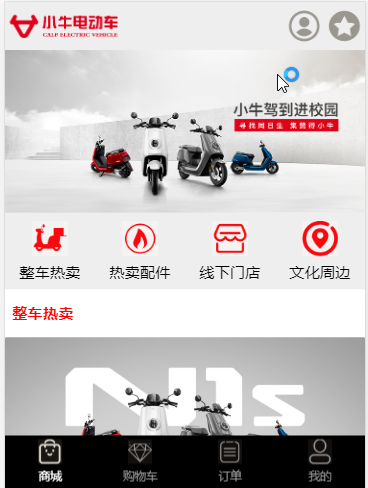 小牛电动车
CALF ELECTRIC VEHICLE
小牛驾到进校园
寻找同日生 集赞得小牛
整车热卖 热卖配件 线下门店 文化周边
整车热卖
N1s
商城 购物车 订单 我的